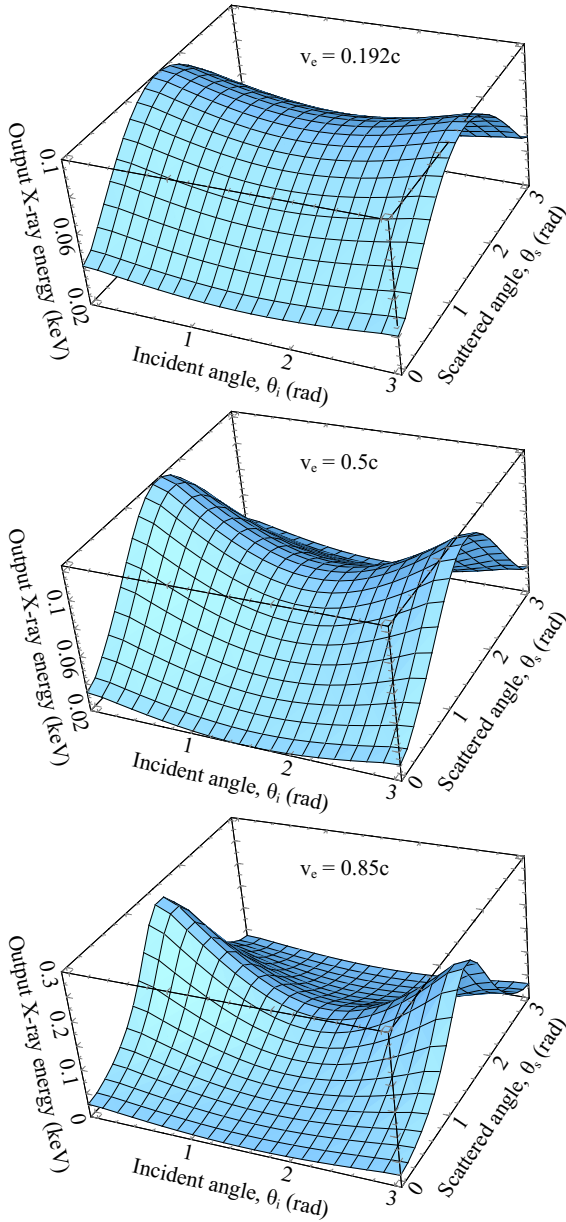 v_e = 0.192c
Output X-ray energy (keV)
0.1
0.06
0.02
1
2
3
Incident angle, θ_i (rad)
0
1
2
3
Scattered angle, θ_s (rad)
v_e = 0.5c
Output X-ray energy (keV)
0.1
0.06
0.02
1
2
3
Incident angle, θ_i (rad)
0
1
2
3
Scattered angle, θ_s (rad)
v_e = 0.85c
Output X-ray energy (keV)
0.3
0.2
0.1
0
1
2
3
Incident angle, θ_i (rad)
0
1
2
3
Scattered angle, θ_s (rad)